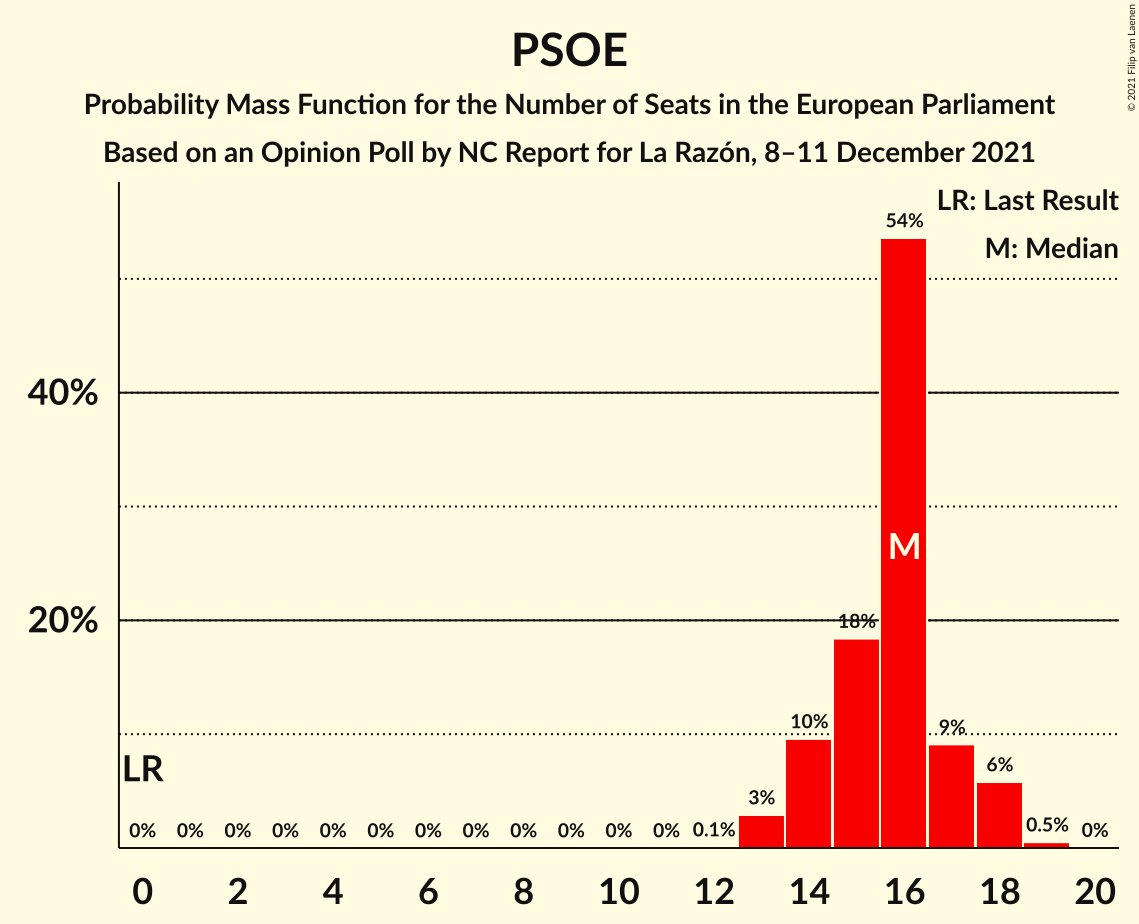 PSOE
Probability Mass Function for the Number of Seats in the European Parliament
Based on an Opinion Poll by NC Report for La Razón, 8–11 December 2021
© 2021 Filip van Laenen
LR: Last Result
M: Median
54%
40%
M
20%
18%
10%
9%
LR
6%
3%
0% 0% 0% 0% 0% 0% 0% 0% 0% 0% 0% 0% 0.1% 0.5% 0%
0 2 4 6 8 10 12 14 16 18 20